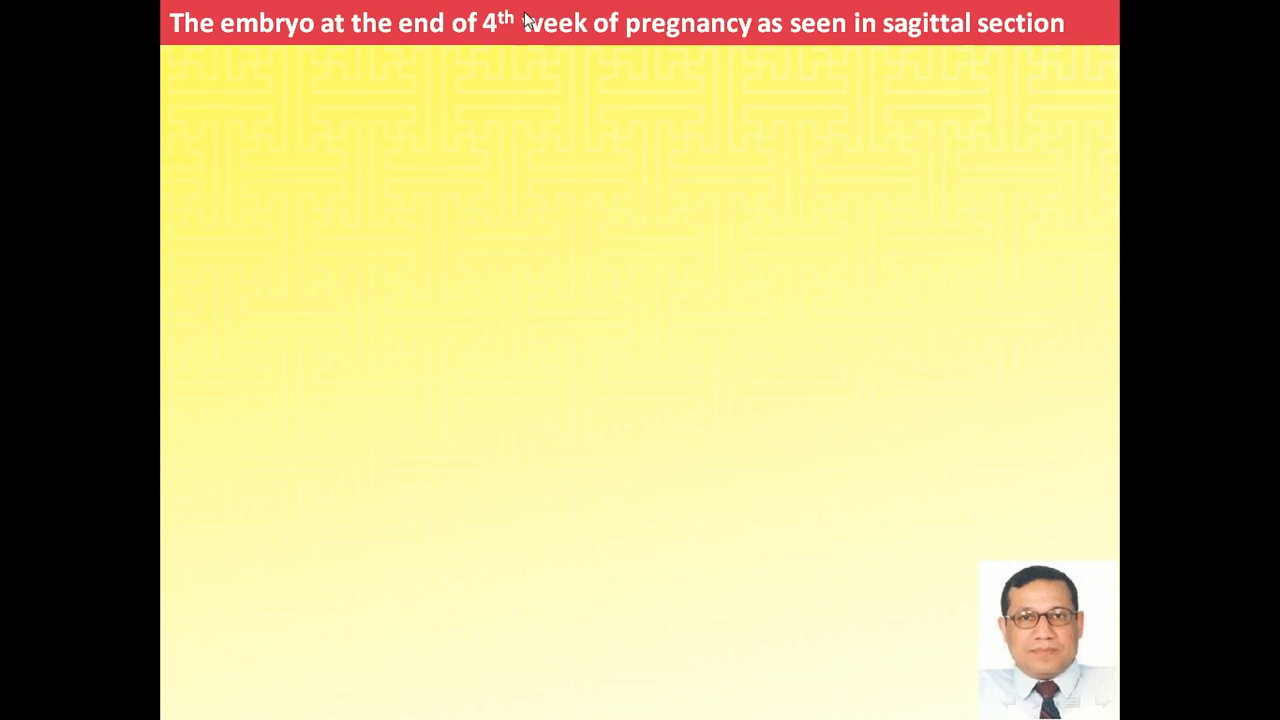 The embryo at the end of 4th week of pregnancy as seen in sagittal section